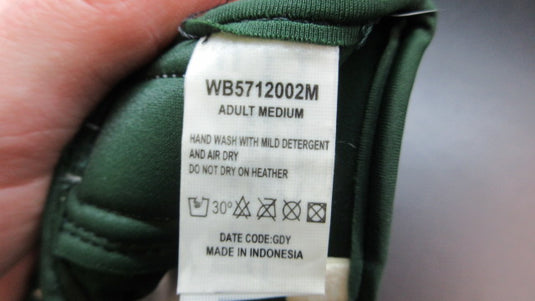 WB5712002M
ADULT MEDIUM
HAND WASH WITH MILD DETERGENT
AND AIR DRY
DO NOT DRY ON HEATHER
30°
DATE CODE:GDY
MADE IN INDONESIA